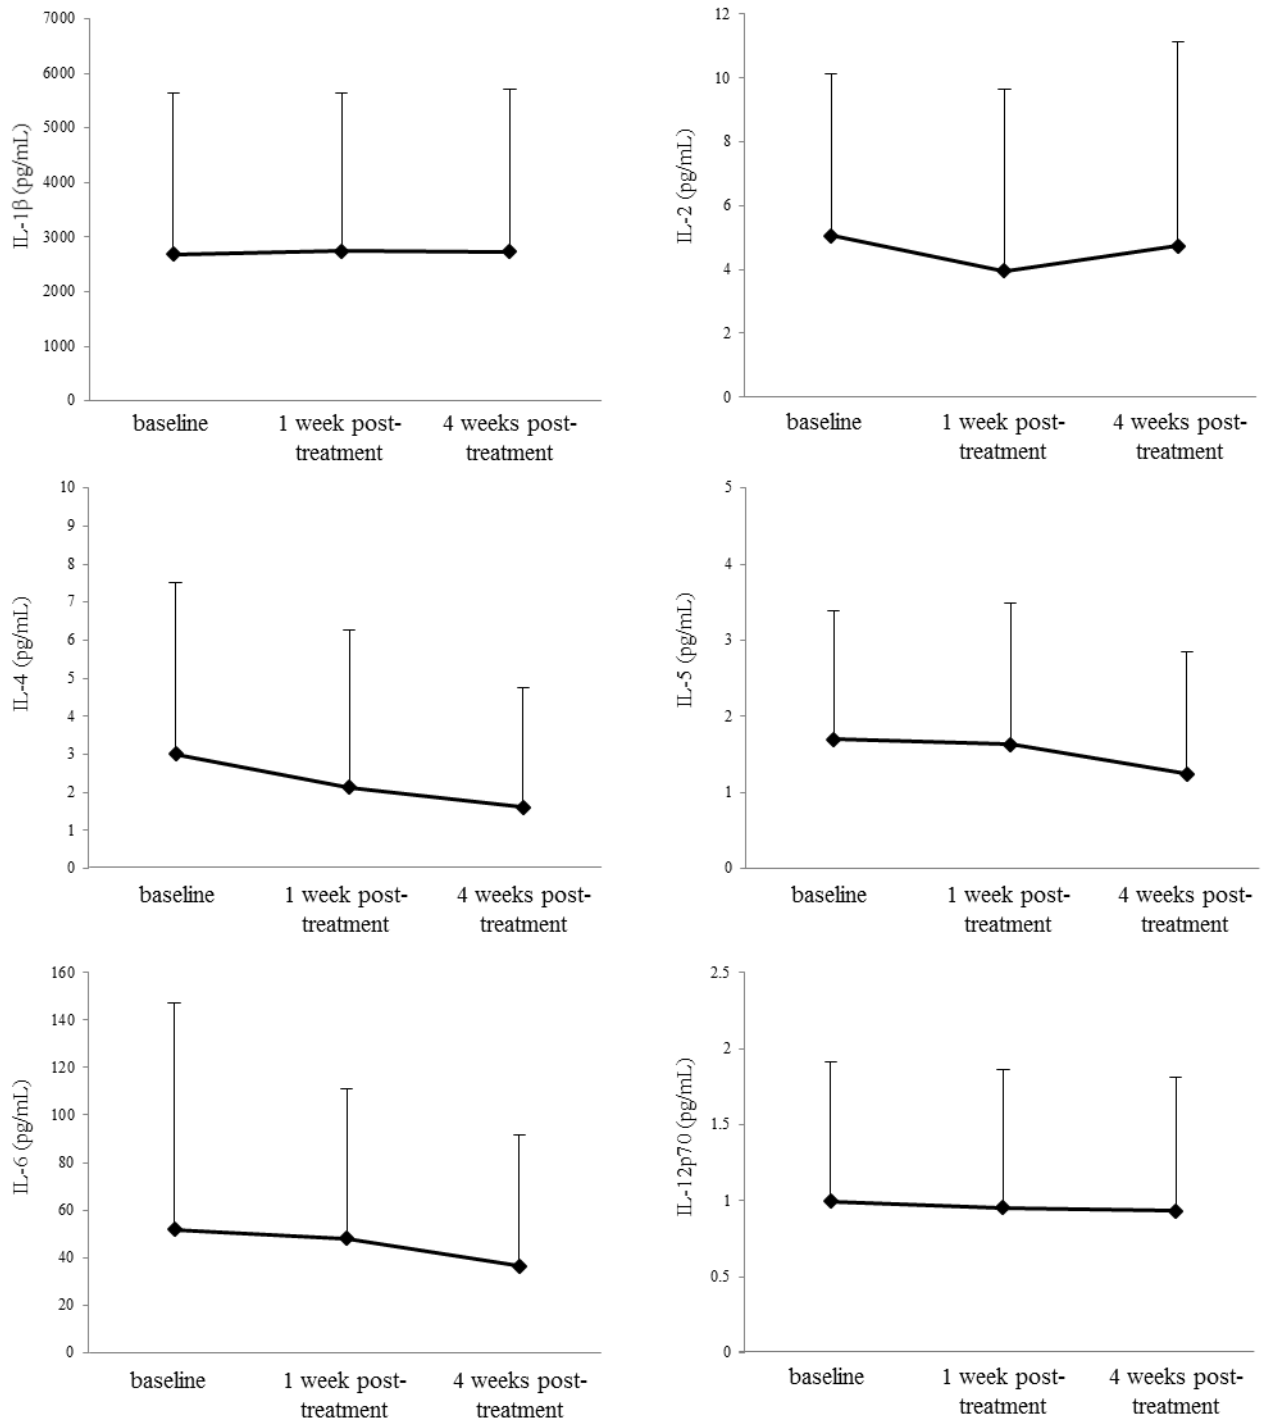 7000
6000
5000
4000
3000
2000
1000
0
IL-1β (pg/mL)
baseline
1 week post-
treatment
4 weeks post-
treatment
12
10
8
6
4
2
0
IL-2 (pg/mL)
baseline
1 week post-
treatment
4 weeks post-
treatment
10
9
8
7
6
5
4
3
2
1
0
IL-4 (pg/mL)
baseline
1 week post-
treatment
4 weeks post-
treatment
5
4
3
2
1
0
IL-5 (pg/mL)
baseline
1 week post-
treatment
4 weeks post-
treatment
160
140
120
100
80
60
40
20
0
IL-6 (pg/mL)
baseline
1 week post-
treatment
4 weeks post-
treatment
2.5
2
1.5
1
0.5
0
IL-12p70 (pg/mL)
baseline
1 week post-
treatment
4 weeks post-
treatment